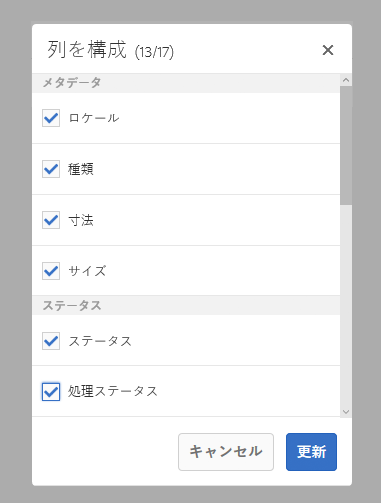 列を構成 (13/17)
メタデータ
ロケール
種類
寸法
サイズ
ステータス
ステータス
処理ステータス
キャンセル 更新